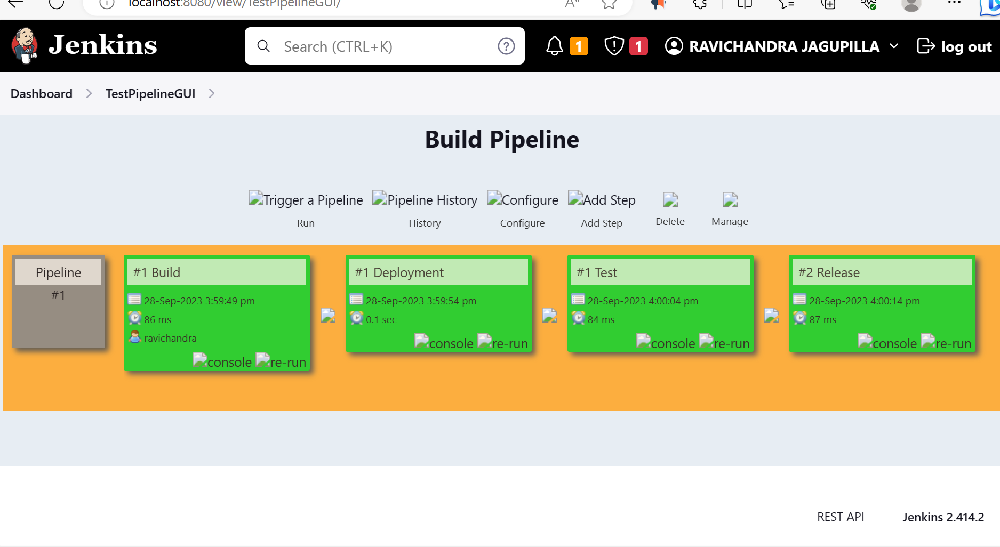 localhost:8080/view/TestPipelineGUI/
Jenkins
Search (CTRL+K)
1
1
RAVICHANDRA JAGUPILLA
log out
Dashboard
TestPipelineGUI
Build Pipeline
Trigger a Pipeline
Pipeline History
Configure
Add Step
Run
History
Configure
Add Step
Delete
Manage
Pipeline
#1
#1 Build
28-Sep-2023 3:59:49 pm
86 ms
ravichandra
console re-run
#1 Deployment
28-Sep-2023 3:59:54 pm
0.1 sec
console re-run
#1 Test
28-Sep-2023 4:00:04 pm
84 ms
console re-run
#2 Release
28-Sep-2023 4:00:14 pm
87 ms
console re-run
REST API
Jenkins 2.414.2